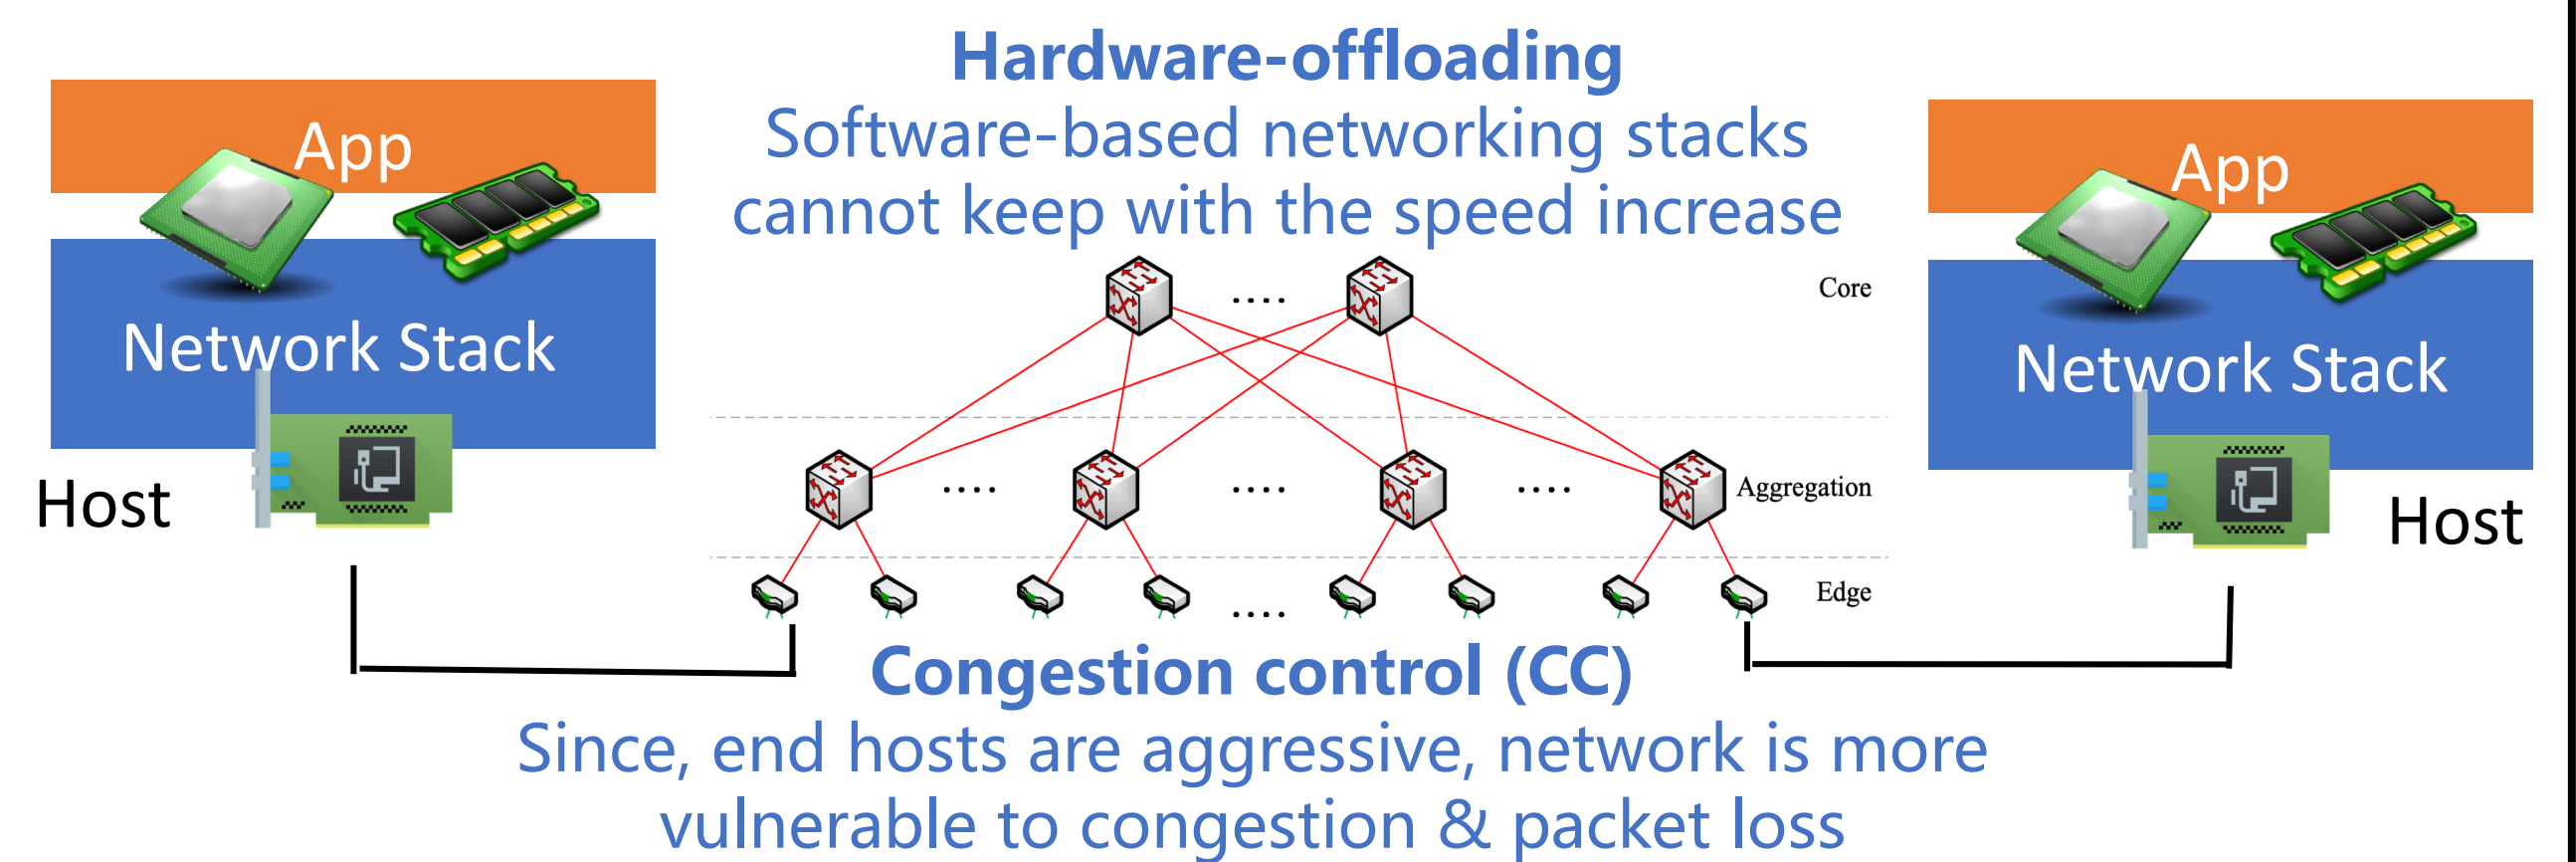 Hardware-offloading
Software-based networking stacks
cannot keep with the speed increase
App
Network Stack
Host
Core
....
Aggregation
....
....
....
Edge
....
App
Network Stack
Host
Congestion control (CC)
Since, end hosts are aggressive, network is more
vulnerable to congestion & packet loss